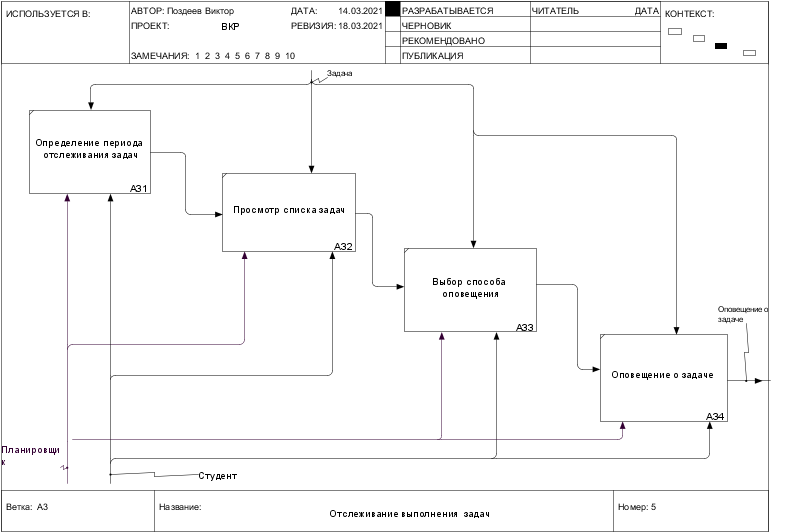 ИСПОЛЬЗУЕТСЯ В:
АВТОР: Поздеев Виктор
ДАТА: 14.03.2021
ПРОЕКТ: ВКР
РЕВИЗИЯ: 18.03.2021
ЗАМЕЧАНИЯ: 1 2 3 4 5 6 7 8 9 10
РАЗРАБАТЫВАЕТСЯ
ЧЕРНОВИК
РЕКОМЕНДОВАНО
ПУБЛИКАЦИЯ
ЧИТАТЕЛЬ ДАТА
КОНТЕКСТ:
Задача
Определение периода
отслеживания задач
A31
Просмотр списка задач
A32
Выбор способа
оповещения
A33
Оповещение о
задаче
Оповещение о задаче
A34
Планировщи
к
Студент
Ветка: A3
Название:
Отслеживание выполнения задач
Номер: 5